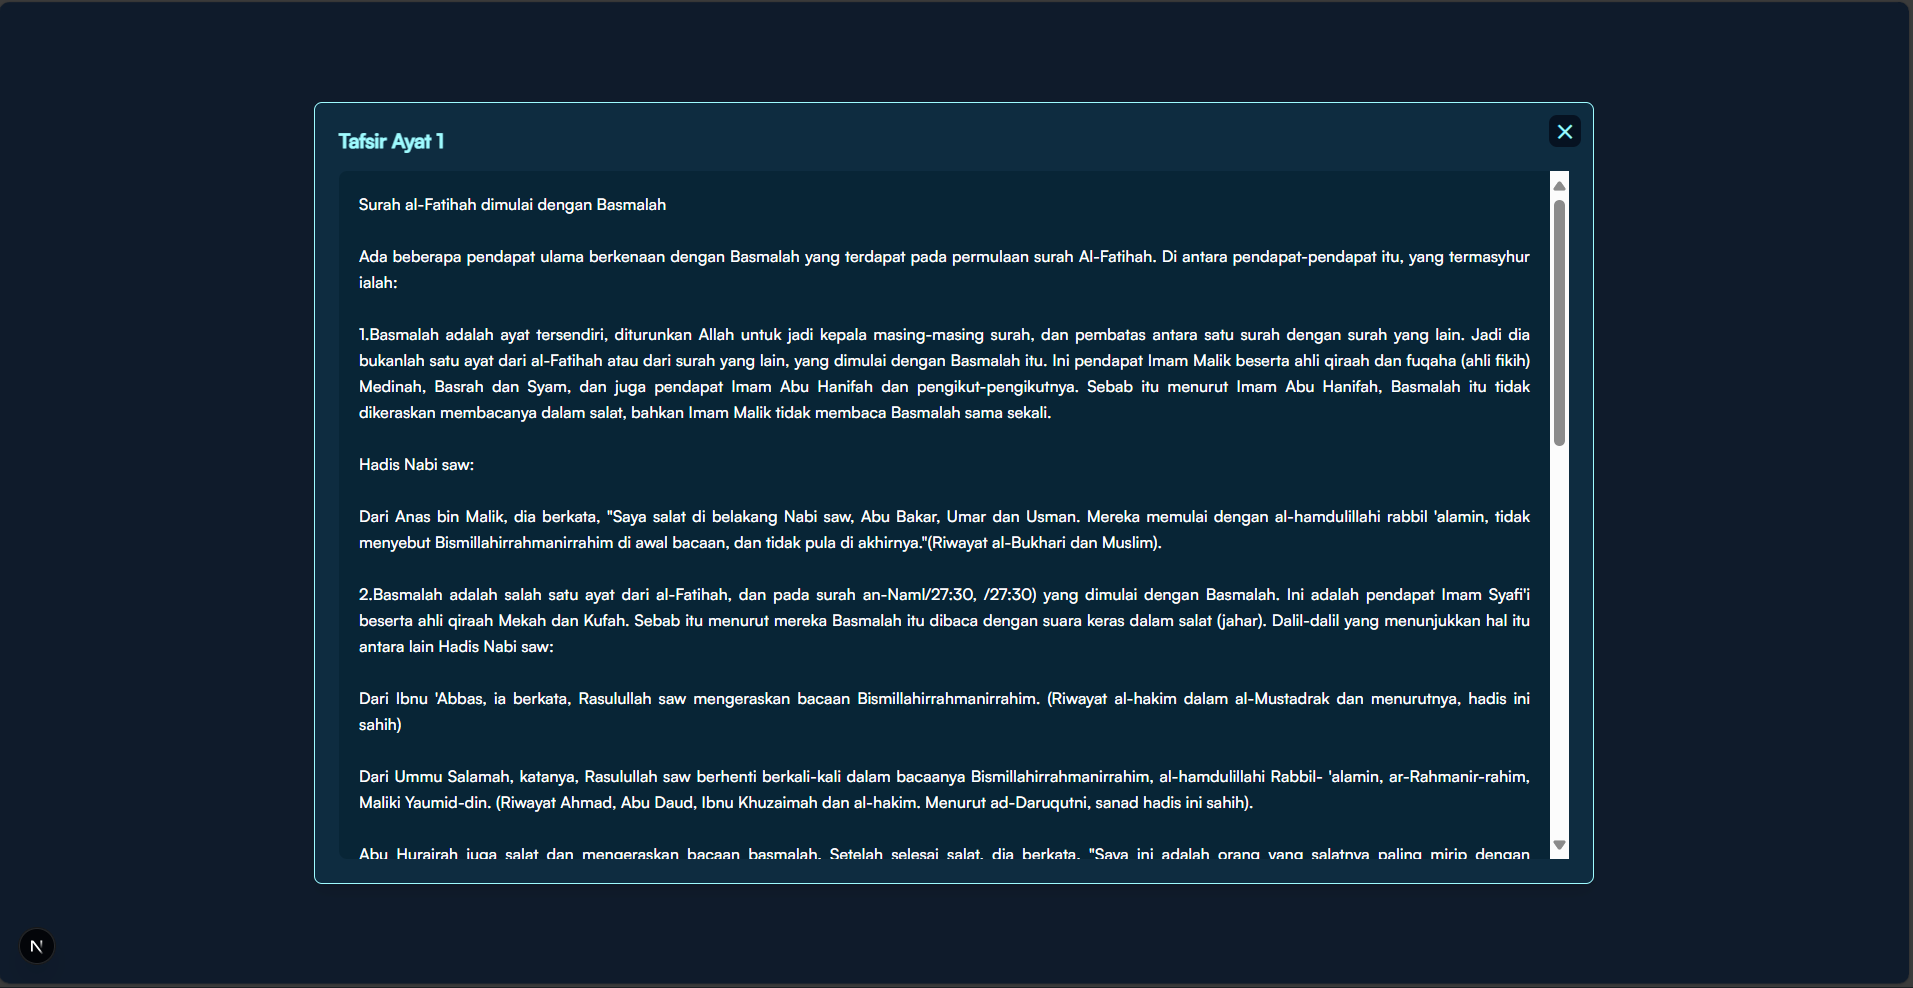 Tafsir Ayat 1
Surah al-Fatihah dimulai dengan Basmalah
Ada beberapa pendapat ulama berkenaan dengan Basmalah yang terdapat pada permulaan surah Al-Fatihah. Di antara pendapat-pendapat itu, yang termasyhur
ialah:
1.Basmalah adalah ayat tersendiri, diturunkan Allah untuk jadi kepala masing-masing surah, dan pembatas antara satu surah dengan surah yang lain. Jadi dia
bukanlah satu ayat dari al-Fatihah atau dari surah yang lain, yang dimulai dengan Basmalah itu. Ini pendapat Imam Malik beserta ahli qiraah dan fuqaha (ahli fikih)
Medinah, Basrah dan Syam, dan juga pendapat Imam Abu Hanifah dan pengikut-pengikutnya. Sebab itu menurut Imam Abu Hanifah, Basmalah itu tidak
dikeraskan membacanya dalam salat, bahkan Imam Malik tidak membaca Basmalah sama sekali.
Hadis Nabi saw:
Dari Anas bin Malik, dia berkata, "Saya salat di belakang Nabi saw, Abu Bakar, Umar dan Usman. Mereka memulai dengan al-hamdulillahi rabbil 'alamin, tidak
menyebut Bismillahirrahmanirrahim di awal bacaan, dan tidak pula di akhirnya."(Riwayat al-Bukhari dan Muslim).
2.Basmalah adalah salah satu ayat dari al-Fatihah, dan pada surah an-Naml/27:30, /27:30) yang dimulai dengan Basmalah. Ini adalah pendapat Imam Syafi'i
beserta ahli qiraah Mekah dan Kufah. Sebab itu menurut mereka Basmalah itu dibaca dengan suara keras dalam salat (jahar). Dalil-dalil yang menunjukkan hal itu
antara lain Hadis Nabi saw:
Dari Ibnu 'Abbas, ia berkata, Rasulullah saw mengeraskan bacaan Bismillahirrahmanirrahim. (Riwayat al-hakim dalam al-Mustadrak dan menurutnya, hadis ini
sahih)
Dari Ummu Salamah, katanya, Rasulullah saw berhenti berkali-kali dalam bacaanya Bismillahirrahmanirrahim, al-hamdulillahi Rabbil- 'alamin, ar-Rahmanir-rahim,
Maliki Yaumid-din. (Riwayat Ahmad, Abu Daud, Ibnu Khuzaimah dan al-hakim. Menurut ad-Daruqutni, sanad hadis ini sahih).
Abu Hurairah juga salat dan mengeraskan bacaan basmalah. Setelah selesai salat, dia berkata, "Saya ini adalah orang yang salatnya paling mirip dengan
N